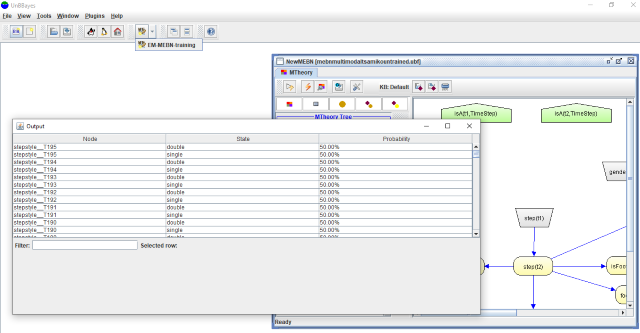 UnBBayes
File View Tools Window Plugins Help
EM-MEBN-training
NewMEBN [mebnmultimodaltsamikountrained.ubf]
MTheory
KB: Default
MTheory Tree
isA(t1,TimeStep)
isA(t2,TimeStep)
Output
Node State Probability
stepstyle__T195 double 50.00%
stepstyle__T195 single 50.00%
stepstyle__T194 double 50.00%
stepstyle__T194 single 50.00%
stepstyle__T193 double 50.00%
stepstyle__T193 single 50.00%
stepstyle__T192 double 50.00%
stepstyle__T192 single 50.00%
stepstyle__T191 double 50.00%
stepstyle__T191 single 50.00%
stepstyle__T190 double 50.00%
stepstyle__T190 single 50.00%
Filter: Selected row:
gende
step(t1)
step(t2)
isFoo
fo
Ready